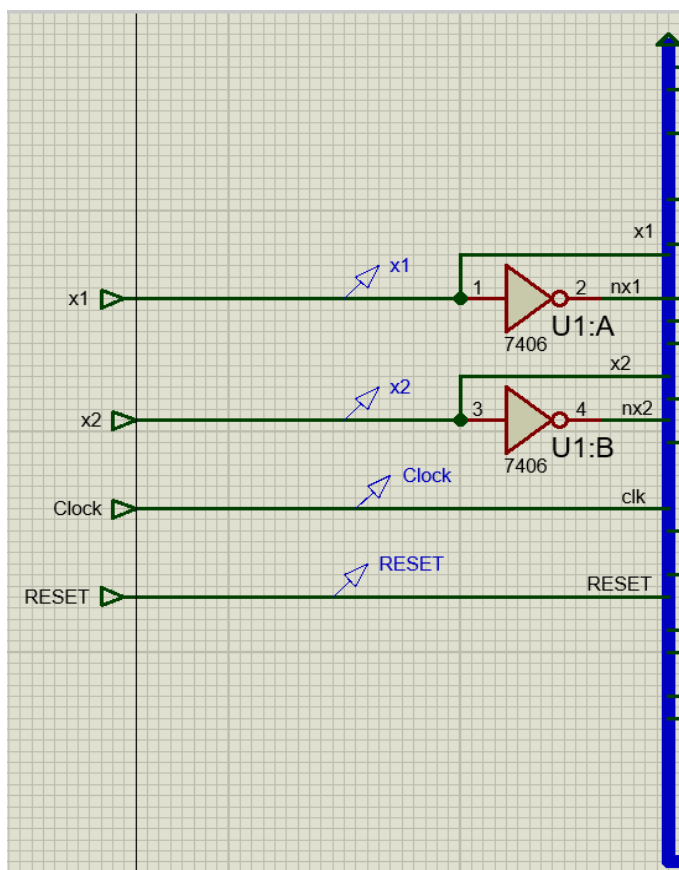 x1
x1
x1
1
2
nx1
U1:A
7406
x2
x2
x2
3
4
nx2
U1:B
7406
Clock
Clock
clk
RESET
RESET
RESET